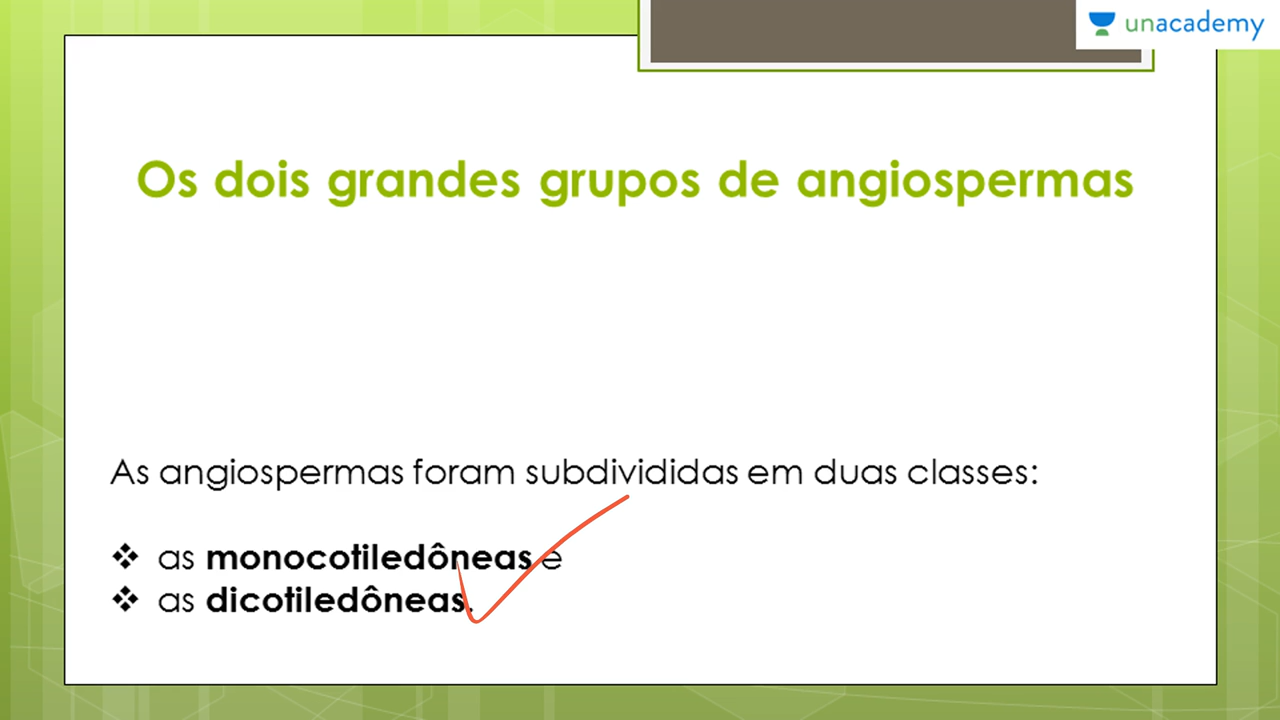 unacademy
Os dois grandes grupos de angiospermas
As angiospermas foram subdivididas em duas classes:
❖ as monocotiledôneas e
❖ as dicotiledôneas.